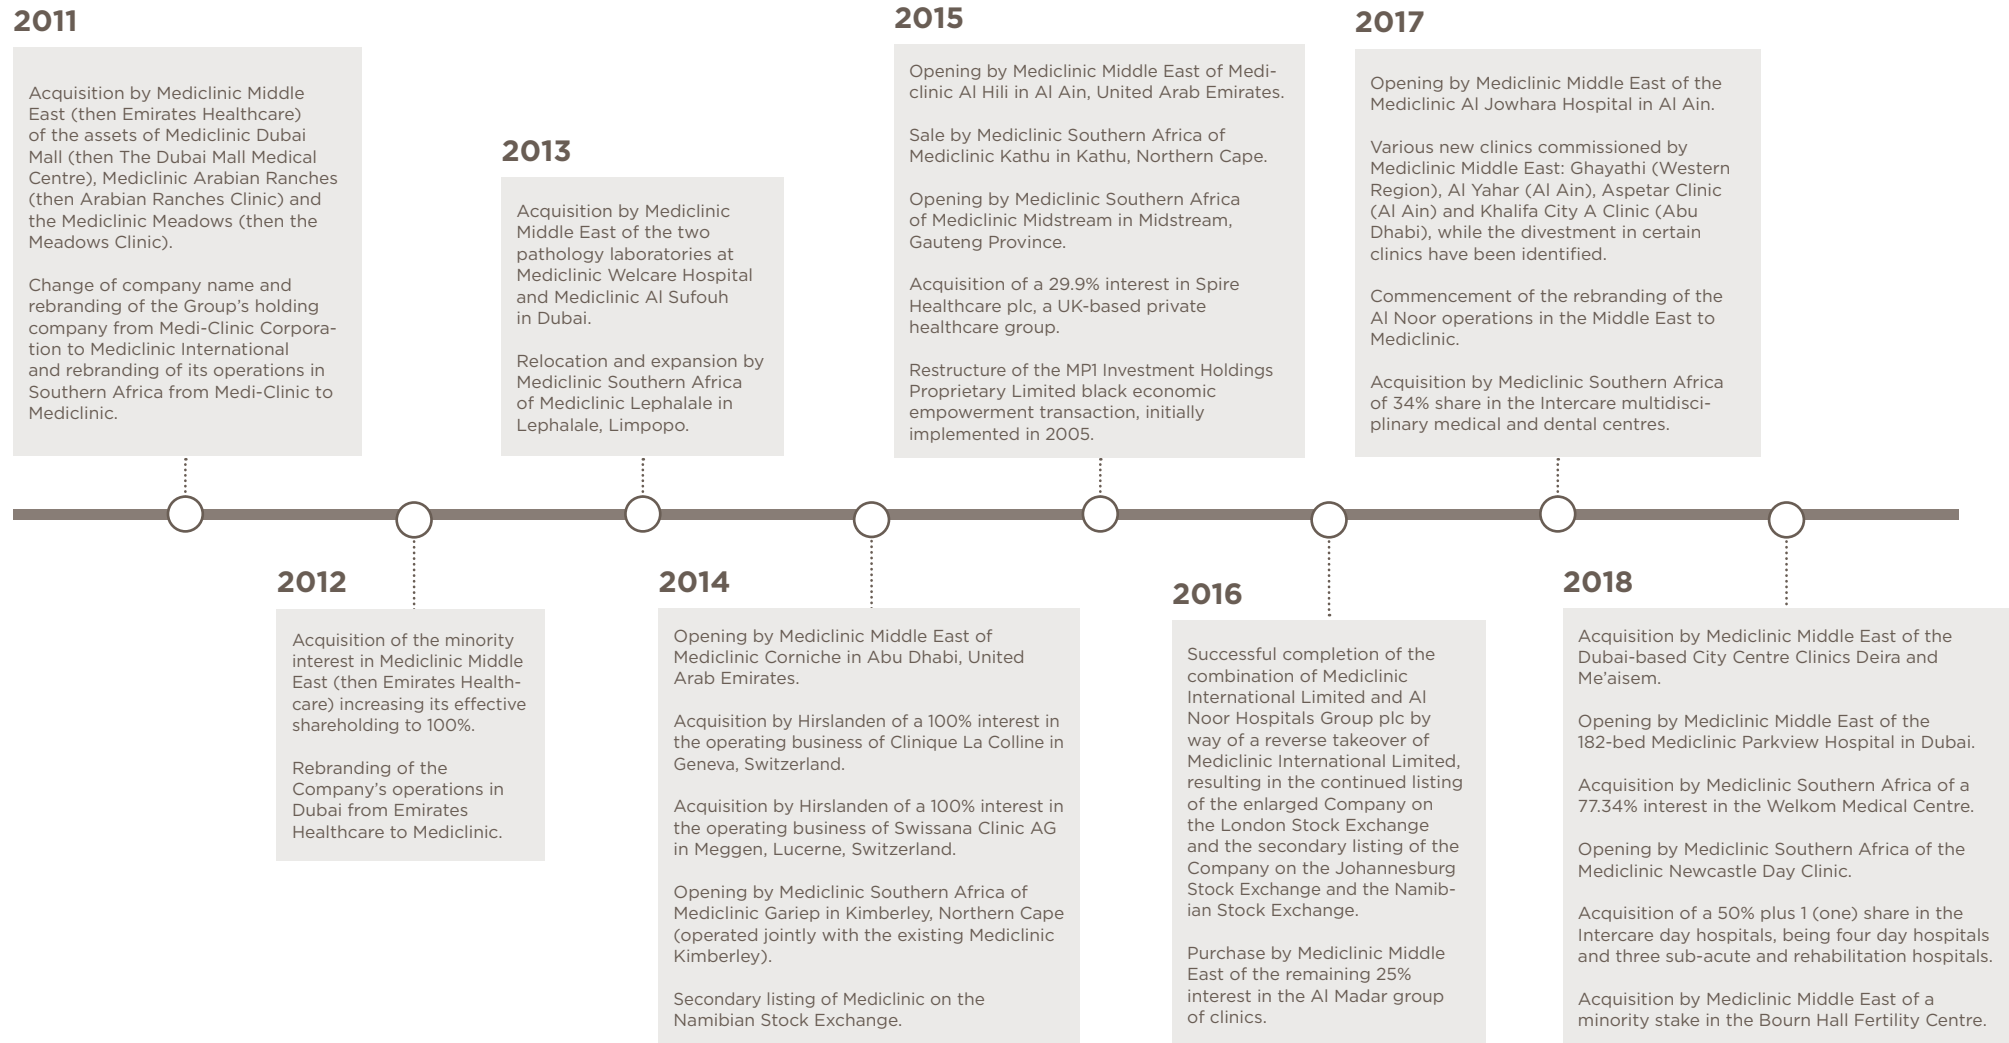 2011
Acquisition by Mediclinic Middle
East (then Emirates Healthcare)
of the assets of Mediclinic Dubai
Mall (then The Dubai Mall Medical
Centre), Mediclinic Arabian Ranches
(then Arabian Ranches Clinic) and
the Mediclinic Meadows (then the
Meadows Clinic).
Change of company name and
rebranding of the Group's holding
company from Medi-Clinic Corpora-
tion to Mediclinic International
and rebranding of its operations in
Southern Africa from Medi-Clinic to
Mediclinic.
2012
Acquisition of the minority
interest in Mediclinic Middle
East (then Emirates Health-
care) increasing its effective
shareholding to 100%.
Rebranding of the
Company's operations in
Dubai from Emirates
Healthcare to Mediclinic.
2013
Acquisition by Mediclinic
Middle East of the two
pathology laboratories at
Mediclinic Welcare Hospital
and Mediclinic Al Sufouh
in Dubai.
Relocation and expansion by
Mediclinic Southern Africa
of Mediclinic Lephalale in
Lephalale, Limpopo.
2014
Opening by Mediclinic Middle East of
Mediclinic Corniche in Abu Dhabi, United
Arab Emirates.
Acquisition by Hirslanden of a 100% interest in
the operating business of Clinique La Colline in
Geneva, Switzerland.
Acquisition by Hirslanden of a 100% interest in
the operating business of Swissana Clinic AG
in Meggen, Lucerne, Switzerland.
Opening by Mediclinic Southern Africa of
Mediclinic Gariep in Kimberley, Northern Cape
(operated jointly with the existing Mediclinic
Kimberley).
Secondary listing of Mediclinic on the
Namibian Stock Exchange.
2015
Opening by Mediclinic Middle East of Medi-
clinic Al Hili in Al Ain, United Arab Emirates.
Sale by Mediclinic Southern Africa of
Mediclinic Kathu in Kathu, Northern Cape.
Opening by Mediclinic Southern Africa
of Mediclinic Midstream in Midstream,
Gauteng Province.
Acquisition of a 29.9% interest in Spire
Healthcare plc, a UK-based private
healthcare group.
Restructure of the MP1 Investment Holdings
Proprietary Limited black economic
empowerment transaction, initially
implemented in 2005.
2016
Successful completion of the
combination of Mediclinic
International Limited and Al
Noor Hospitals Group plc by
way of a reverse takeover of
Mediclinic International Limited,
resulting in the continued listing
of the enlarged Company on
the London Stock Exchange
and the secondary listing of the
Company on the Johannesburg
Stock Exchange and the Namib-
ian Stock Exchange.
Purchase by Mediclinic Middle
East of the remaining 25%
interest in the Al Madar group
of clinics.
2017
Opening by Mediclinic Middle East of the
Mediclinic Al Jowhara Hospital in Al Ain.
Various new clinics commissioned by
Mediclinic Middle East: Ghayathi (Western
Region), Al Yahar (Al Ain), Aspetar Clinic
(Al Ain) and Khalifa City A Clinic (Abu
Dhabi), while the divestment in certain
clinics have been identified.
Commencement of the rebranding of the
Al Noor operations in the Middle East to
Mediclinic.
Acquisition by Mediclinic Southern Africa
of 34% share in the Intercare multidisci-
plinary medical and dental centres.
2018
Acquisition by Mediclinic Middle East of the
Dubai-based City Centre Clinics Deira and
Me'aisem.
Opening by Mediclinic Middle East of the
182-bed Mediclinic Parkview Hospital in Dubai.
Acquisition by Mediclinic Southern Africa of a
77.34% interest in the Welkom Medical Centre.
Opening by Mediclinic Southern Africa of the
Mediclinic Newcastle Day Clinic.
Acquisition of a 50% plus 1 (one) share in the
Intercare day hospitals, being four day hospitals
and three sub-acute and rehabilitation hospitals.
Acquisition by Mediclinic Middle East of a
minority stake in the Bourn Hall Fertility Centre.